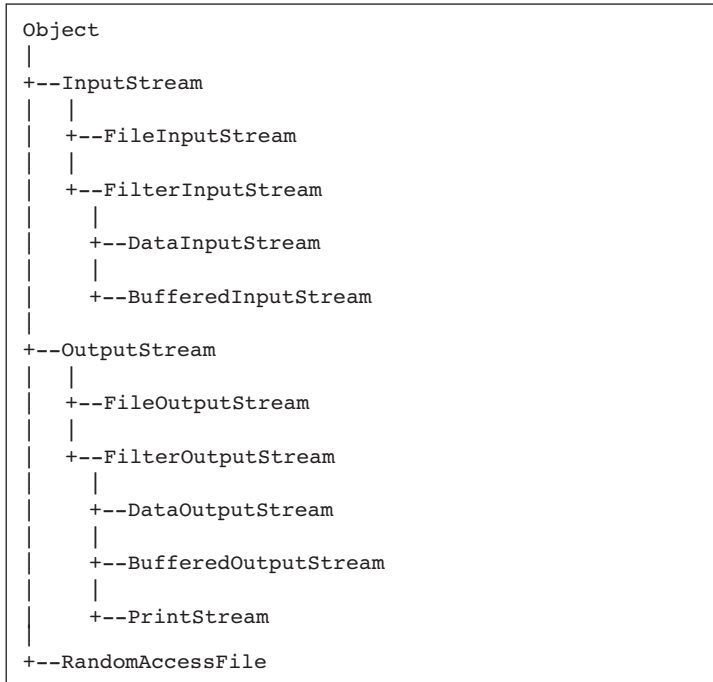 Object
|
+--InputStream
|  |
|  +--FileInputStream
|  |
|  +--FilterInputStream
|    |
|    +--DataInputStream
|    |
|    +--BufferedInputStream
|
+--OutputStream
|  |
|  +--FileOutputStream
|  |
|  +--FilterOutputStream
|    |
|    +--DataOutputStream
|    |
|    +--BufferedOutputStream
|    |
|    +--PrintStream
|
+--RandomAccessFile